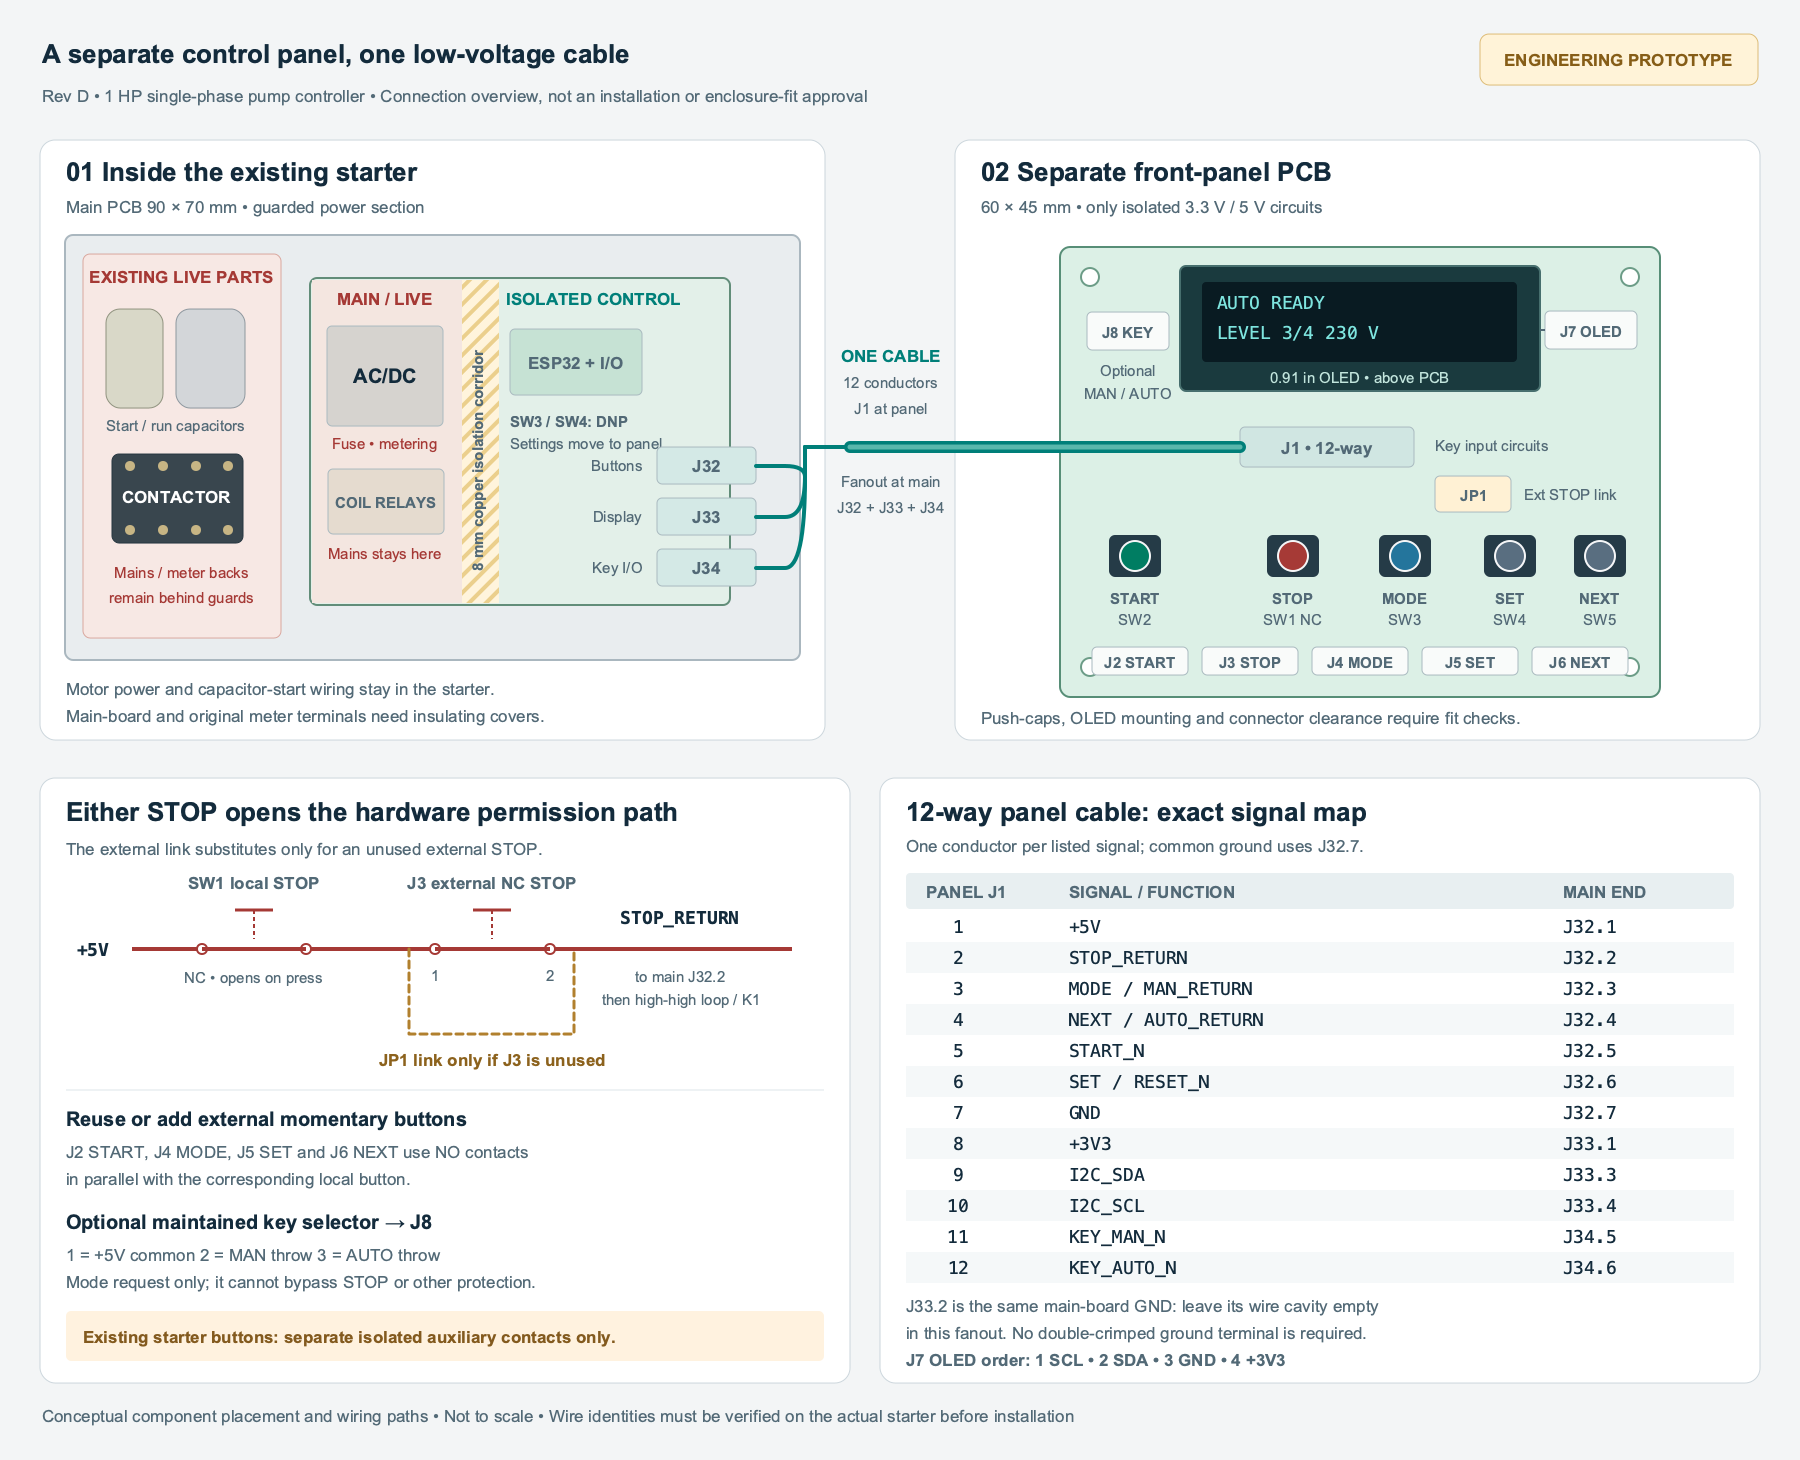 A separate control panel, one low-voltage cable
ENGINEERING PROTOTYPE
Rev D • 1 HP single-phase pump controller • Connection overview, not an installation or enclosure-fit approval
01 Inside the existing starter
Main PCB 90 × 70 mm • guarded power section
EXISTING LIVE PARTS
Start / run capacitors
CONTACTOR
Mains / meter backs
remain behind guards
MAIN / LIVE
AC/DC
Fuse • metering
COIL RELAYS
Mains stays here
8 mm copper isolation corridor
ISOLATED CONTROL
ESP32 + I/O
SW3 / SW4: DNP
Settings move to panel
Buttons
J32
Display
J33
Key I/O
J34
Motor power and capacitor-start wiring stay in the starter.
Main-board and original meter terminals need insulating covers.
ONE CABLE
12 conductors
J1 at panel
Fanout at main
J32 + J33 + J34
02 Separate front-panel PCB
60 × 45 mm • only isolated 3.3 V / 5 V circuits
J8 KEY
Optional
MAN / AUTO
AUTO READY
LEVEL 3/4 230 V
0.91 in OLED • above PCB
J7 OLED
J1 • 12-way
Key input circuits
JP1
Ext STOP link
START
SW2
STOP
SW1 NC
MODE
SW3
SET
SW4
NEXT
SW5
J2 START
J3 STOP
J4 MODE
J5 SET
J6 NEXT
Push-caps, OLED mounting and connector clearance require fit checks.
Either STOP opens the hardware permission path
The external link substitutes only for an unused external STOP.
SW1 local STOP
J3 external NC STOP
STOP_RETURN
+5V
NC • opens on press
1
2
to main J32.2
then high-high loop / K1
JP1 link only if J3 is unused
Reuse or add external momentary buttons
J2 START, J4 MODE, J5 SET and J6 NEXT use NO contacts
in parallel with the corresponding local button.
Optional maintained key selector → J8
1 = +5V common 2 = MAN throw 3 = AUTO throw
Mode request only; it cannot bypass STOP or other protection.
Existing starter buttons: separate isolated auxiliary contacts only.
12-way panel cable: exact signal map
One conductor per listed signal; common ground uses J32.7.
PANEL J1 SIGNAL / FUNCTION MAIN END
1 +5V J32.1
2 STOP_RETURN J32.2
3 MODE / MAN_RETURN J32.3
4 NEXT / AUTO_RETURN J32.4
5 START_N J32.5
6 SET / RESET_N J32.6
7 GND J32.7
8 +3V3 J33.1
9 I2C_SDA J33.3
10 I2C_SCL J33.4
11 KEY_MAN_N J34.5
12 KEY_AUTO_N J34.6
J33.2 is the same main-board GND: leave its wire cavity empty
in this fanout. No double-crimped ground terminal is required.
J7 OLED order: 1 SCL • 2 SDA • 3 GND • 4 +3V3
Conceptual component placement and wiring paths • Not to scale • Wire identities must be verified on the actual starter before installation